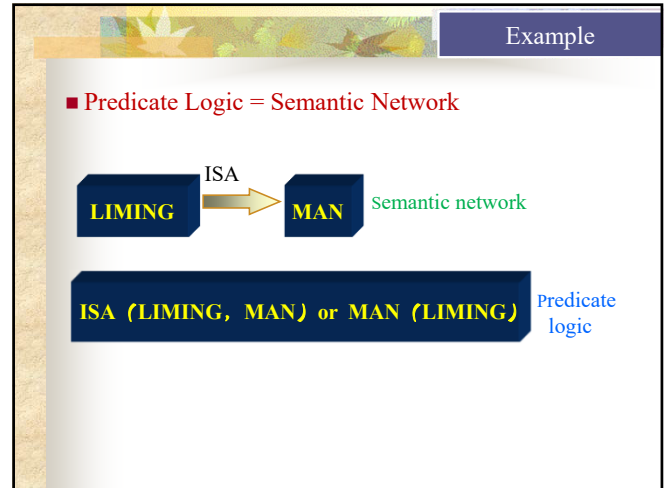 Example
Predicate Logic = Semantic Network
ISA
LIMING
MAN
Semantic network
ISA（LIMING，MAN）or MAN（LIMING）
Predicate
logic